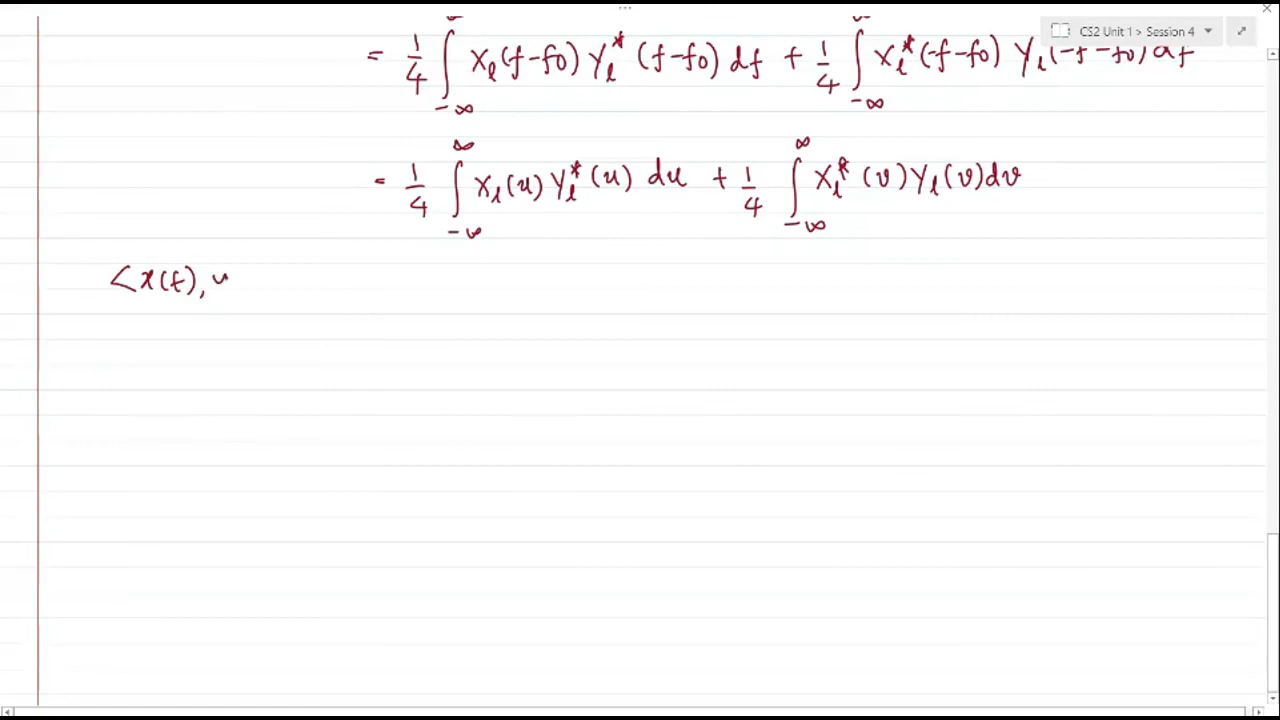 CS2 Unit 1 > Session 4
= 1/4 ∫_{-∞}^{∞} X_l(f-f0) Y_l^*(f-f0) df + 1/4 ∫_{-∞}^{∞} X_l^*(-f-f0) Y_l(-f-f0) df
= 1/4 ∫_{-∞}^{∞} X_l(u) Y_l^*(u) du + 1/4 ∫_{-∞}^{∞} X_l^*(v) Y_l(v) dv
<x(t),